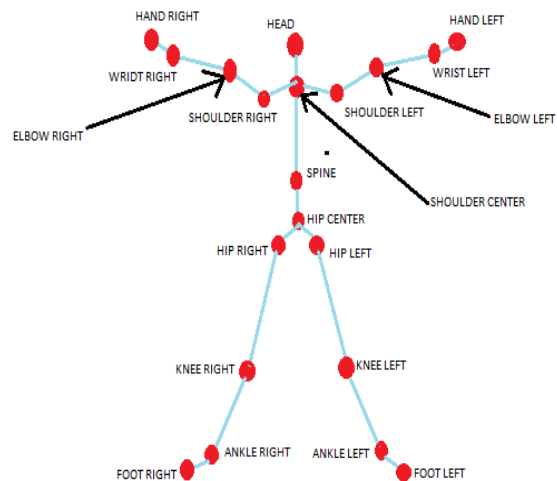 HAND RIGHT
HEAD
HAND LEFT
WRIDT RIGHT
WRIST LEFT
SHOULDER RIGHT
SHOULDER LEFT
ELBOW LEFT
ELBOW RIGHT
SPINE
SHOULDER CENTER
HIP CENTER
HIP RIGHT
HIP LEFT
KNEE RIGHT
KNEE LEFT
ANKLE RIGHT
ANKLE LEFT
FOOT RIGHT
FOOT LEFT